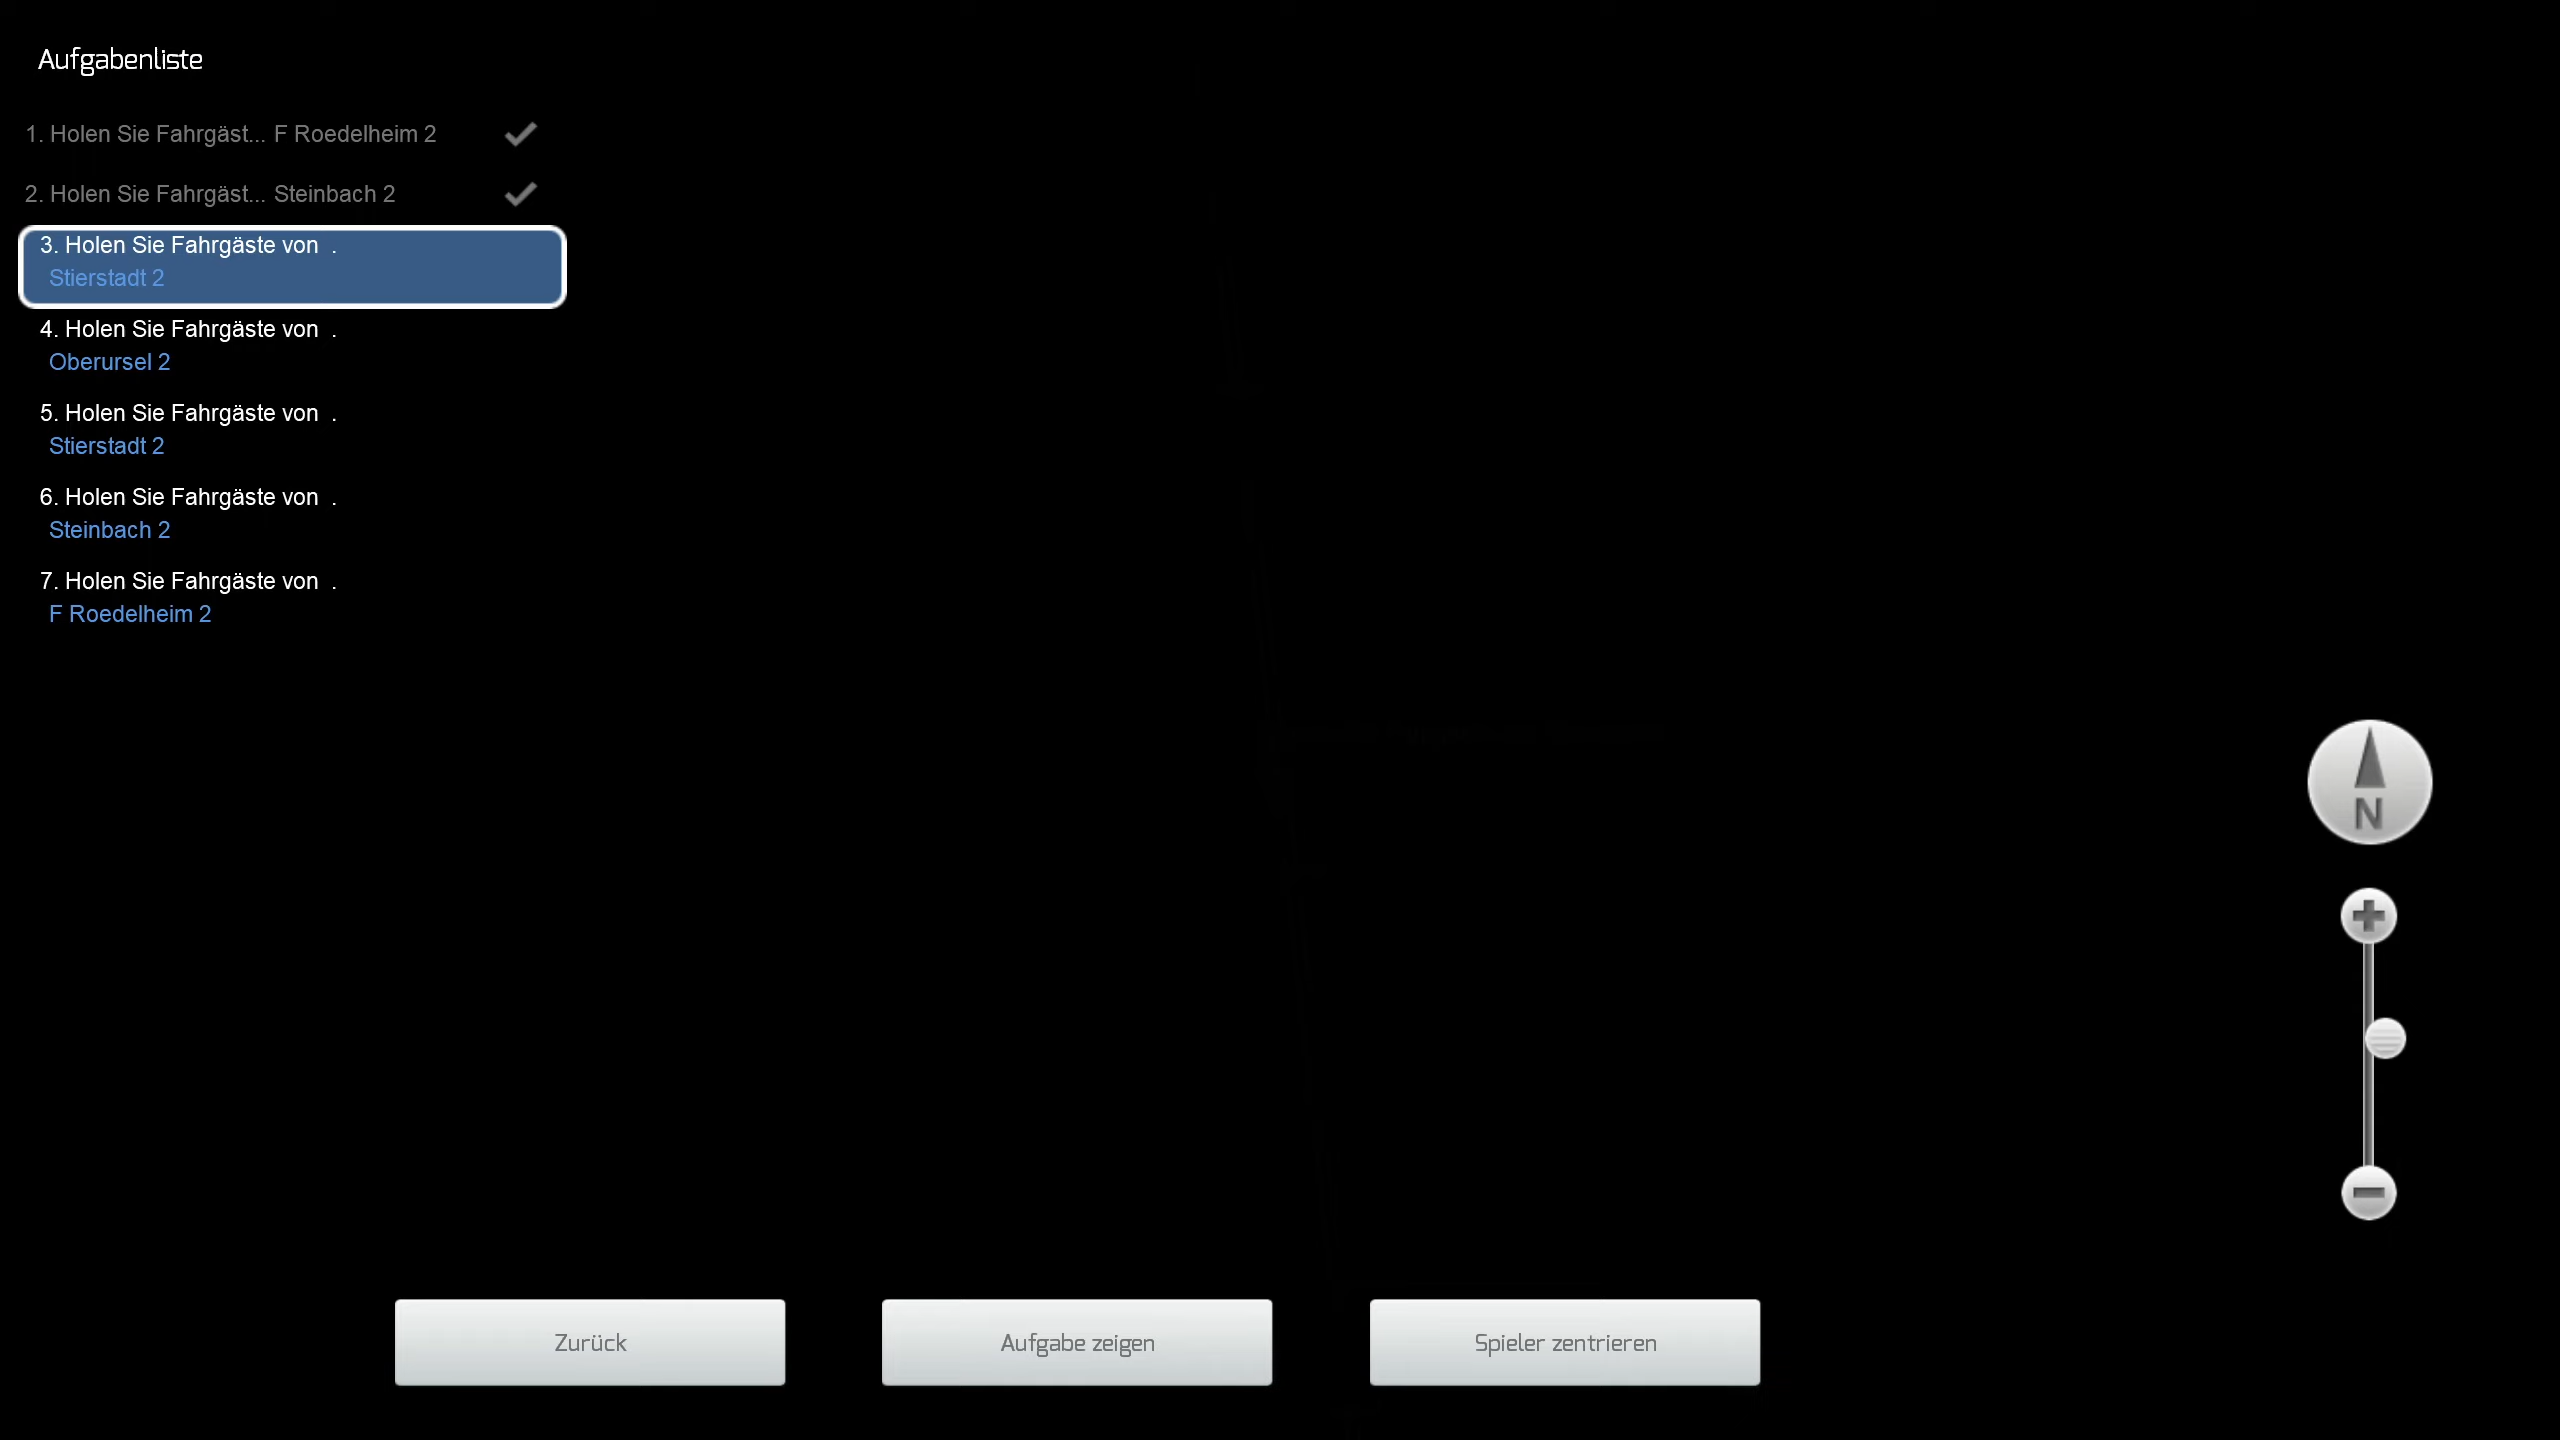 Aufgabenliste
1. Holen Sie Fahrgäst... F Roedelheim 2
2. Holen Sie Fahrgäst... Steinbach 2
3. Holen Sie Fahrgäste von .
Stierstadt 2
4. Holen Sie Fahrgäste von .
Oberursel 2
5. Holen Sie Fahrgäste von .
Stierstadt 2
6. Holen Sie Fahrgäste von .
Steinbach 2
7. Holen Sie Fahrgäste von .
F Roedelheim 2
N
Zurück
Aufgabe zeigen
Spieler zentrieren